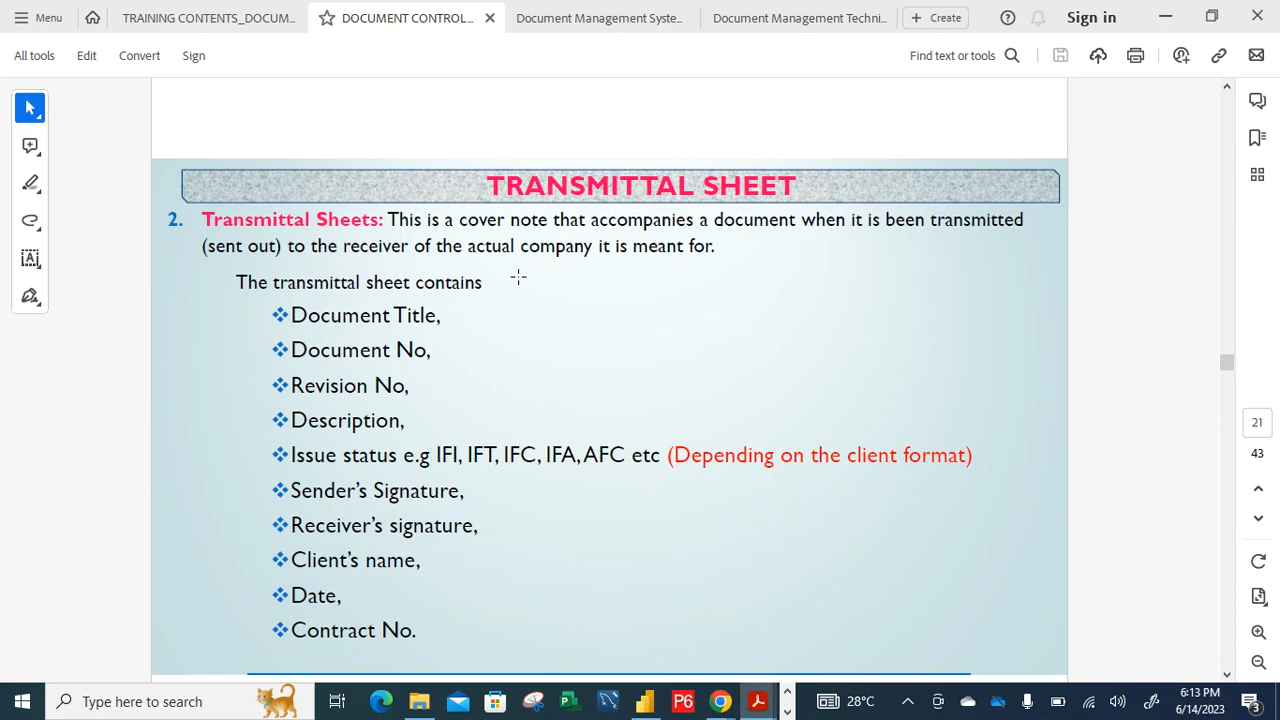 Menu
TRAINING CONTENTS_DOCUM...
DOCUMENT CONTROL...
Document Management Syste...
Document Management Techni...
Create
Sign in
All tools
Edit
Convert
Sign
Find text or tools
TRANSMITTAL SHEET
2. Transmittal Sheets: This is a cover note that accompanies a document when it is been transmitted
(sent out) to the receiver of the actual company it is meant for.
The transmittal sheet contains
Document Title,
Document No,
Revision No,
Description,
Issue status e.g IFI, IFT, IFC, IFA, AFC etc (Depending on the client format)
Sender's Signature,
Receiver's signature,
Client's name,
Date,
Contract No.
21
43
Type here to search
P6
28°C
6:13 PM
6/14/2023
3